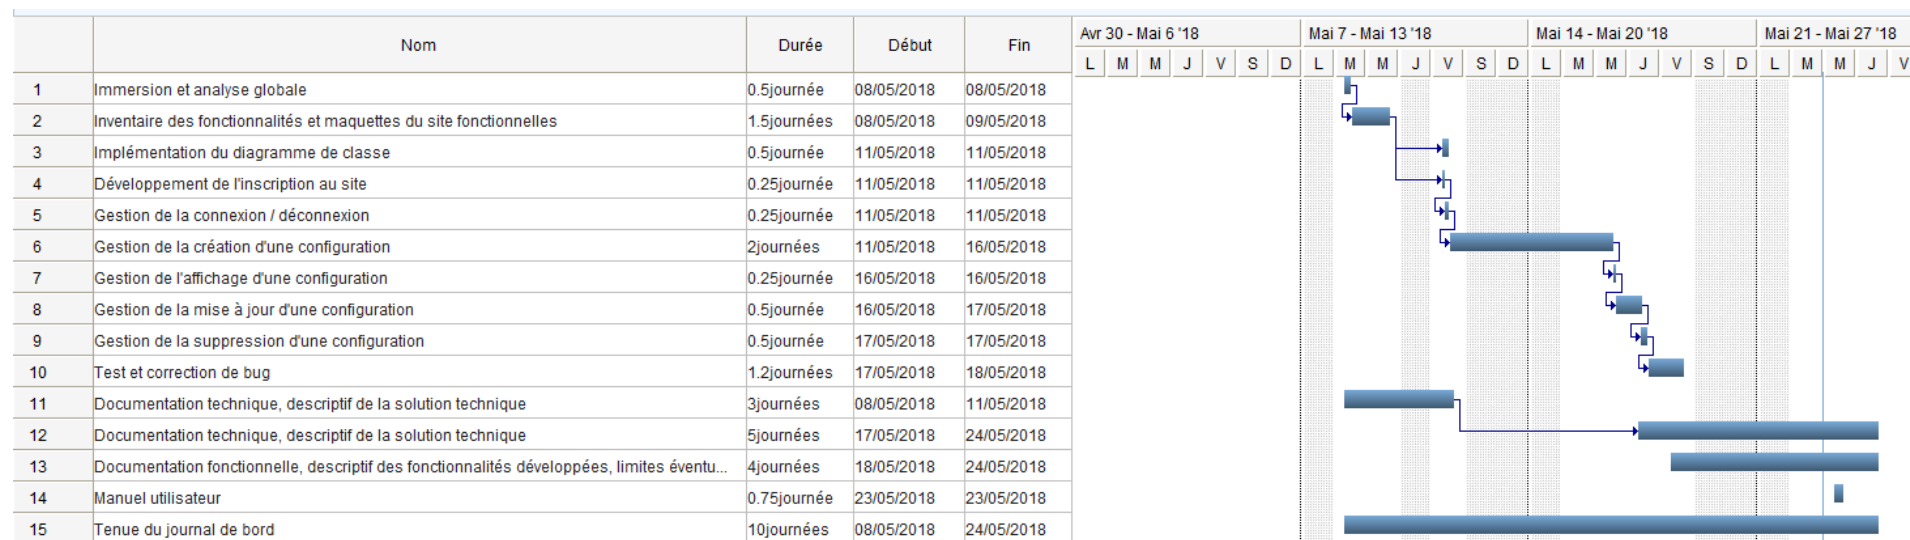 Nom Durée Début Fin Avr 30 - Mai 6 '18 Mai 7 - Mai 13 '18 Mai 14 - Mai 20 '18 Mai 21 - Mai 27 '18
L M M J V S D L M M J V S D L M M J V S D L M M J V
1 Immersion et analyse globale 0.5journée 08/05/2018 08/05/2018
2 Inventaire des fonctionnalités et maquettes du site fonctionnelles 1.5journées 08/05/2018 09/05/2018
3 Implémentation du diagramme de classe 0.5journée 11/05/2018 11/05/2018
4 Développement de l'inscription au site 0.25journée 11/05/2018 11/05/2018
5 Gestion de la connexion / déconnexion 0.25journée 11/05/2018 11/05/2018
6 Gestion de la création d'une configuration 2journées 11/05/2018 16/05/2018
7 Gestion de l'affichage d'une configuration 0.25journée 16/05/2018 16/05/2018
8 Gestion de la mise à jour d'une configuration 0.5journée 16/05/2018 17/05/2018
9 Gestion de la suppression d'une configuration 0.5journée 17/05/2018 17/05/2018
10 Test et correction de bug 1.2journées 17/05/2018 18/05/2018
11 Documentation technique, descriptif de la solution technique 3journées 08/05/2018 11/05/2018
12 Documentation technique, descriptif de la solution technique 5journées 17/05/2018 24/05/2018
13 Documentation fonctionnelle, descriptif des fonctionnalités développées, limites éventu... 4journées 18/05/2018 24/05/2018
14 Manuel utilisateur 0.75journée 23/05/2018 23/05/2018
15 Tenue du journal de bord 10journées 08/05/2018 24/05/2018